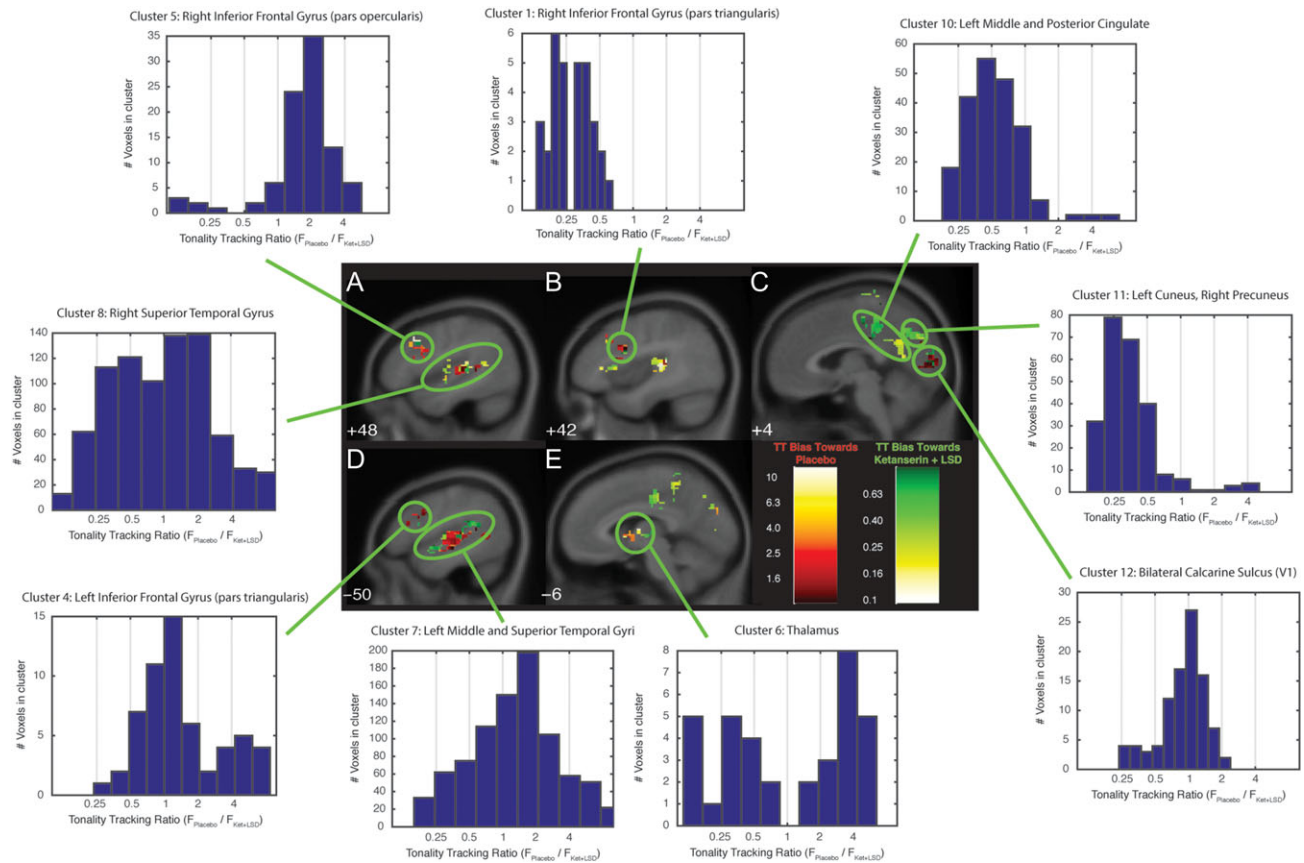 Cluster 5: Right Inferior Frontal Gyrus (pars opercularis)
35
30
25
20
15
10
5
0
# Voxels in cluster
0.25 0.5 1 2 4
Tonality Tracking Ratio (FPlacebo / FKet+LSD)
Cluster 1: Right Inferior Frontal Gyrus (pars triangularis)
6
5
4
3
2
1
0
# Voxels in cluster
0.25 0.5 1 2 4
Tonality Tracking Ratio (FPlacebo / FKet+LSD)
Cluster 10: Left Middle and Posterior Cingulate
60
50
40
30
20
10
0
# Voxels in cluster
0.25 0.5 1 2 4
Tonality Tracking Ratio (FPlacebo / FKet+LSD)
Cluster 8: Right Superior Temporal Gyrus
140
120
100
80
60
40
20
0
# Voxels in cluster
0.25 0.5 1 2 4
Tonality Tracking Ratio (FPlacebo / FKet+LSD)
A
+48
B
+42
C
+4
D
-50
E
-6
TT Bias Towards
Placebo
10
6.3
4.0
2.5
1.6
TT Bias Towards
Ketanserin + LSD
0.63
0.40
0.25
0.16
0.1
Cluster 11: Left Cuneus, Right Precuneus
80
70
60
50
40
30
20
10
0
# Voxels in cluster
0.25 0.5 1 2 4
Tonality Tracking Ratio (FPlacebo / FKet+LSD)
Cluster 4: Left Inferior Frontal Gyrus (pars triangularis)
15
10
5
0
# Voxels in cluster
0.25 0.5 1 2 4
Tonality Tracking Ratio (FPlacebo / FKet+LSD)
Cluster 7: Left Middle and Superior Temporal Gyri
200
180
160
140
120
100
80
60
40
20
0
# Voxels in cluster
0.25 0.5 1 2 4
Tonality Tracking Ratio (FPlacebo / FKet+LSD)
Cluster 6: Thalamus
8
7
6
5
4
3
2
1
0
# Voxels in cluster
0.25 0.5 1 2 4
Tonality Tracking Ratio (FPlacebo / FKet+LSD)
Cluster 12: Bilateral Calcarine Sulcus (V1)
30
25
20
15
10
5
0
# Voxels in cluster
0.25 0.5 1 2 4
Tonality Tracking Ratio (FPlacebo / FKet+LSD)